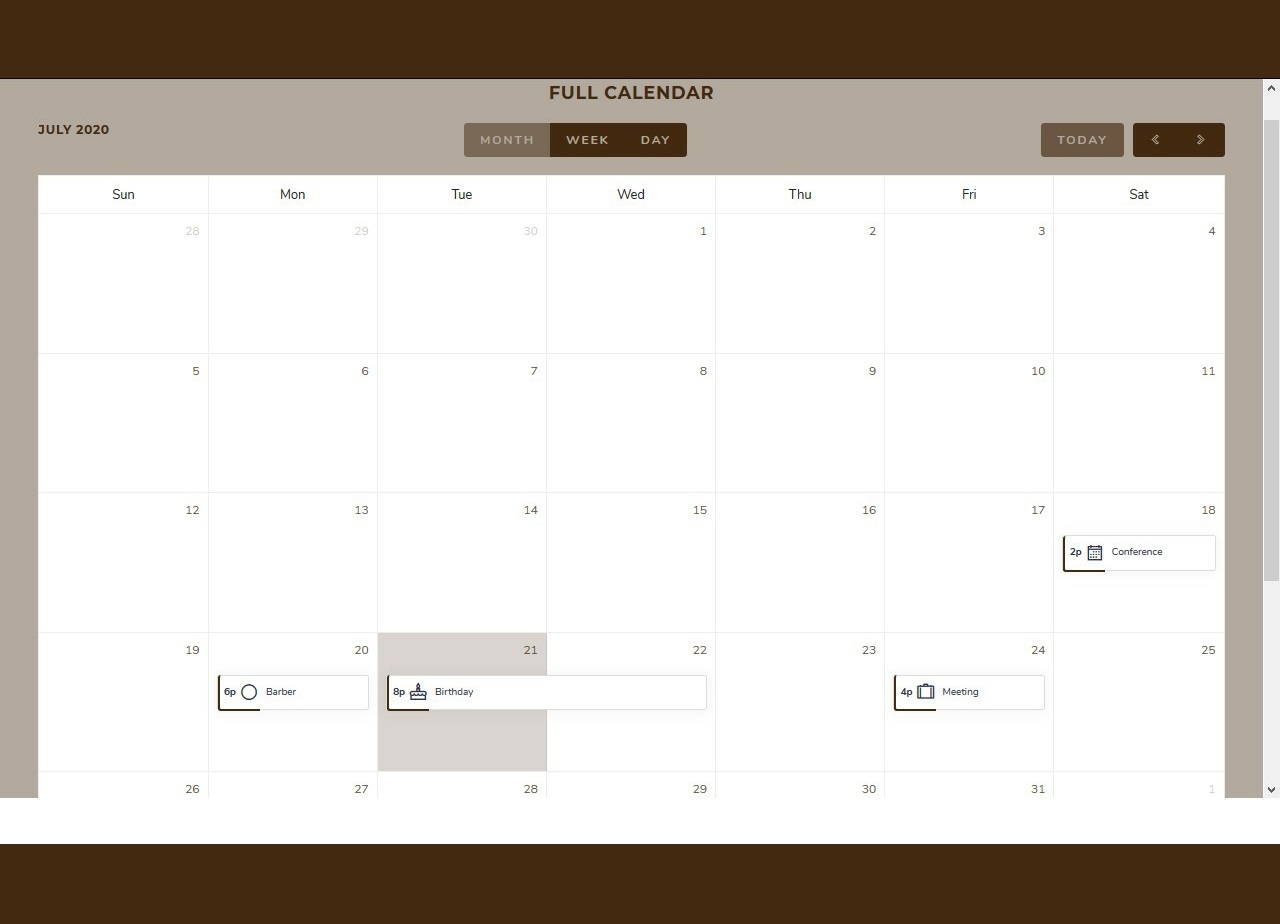 FULL CALENDAR
JULY 2020
MONTH WEEK DAY
TODAY
Sun Mon Tue Wed Thu Fri Sat
28 29 30 1 2 3 4
5 6 7 8 9 10 11
12 13 14 15 16 17 18
2p Conference
19 20 21 22 23 24 25
6p Barber 8p Birthday 4p Meeting
26 27 28 29 30 31 1